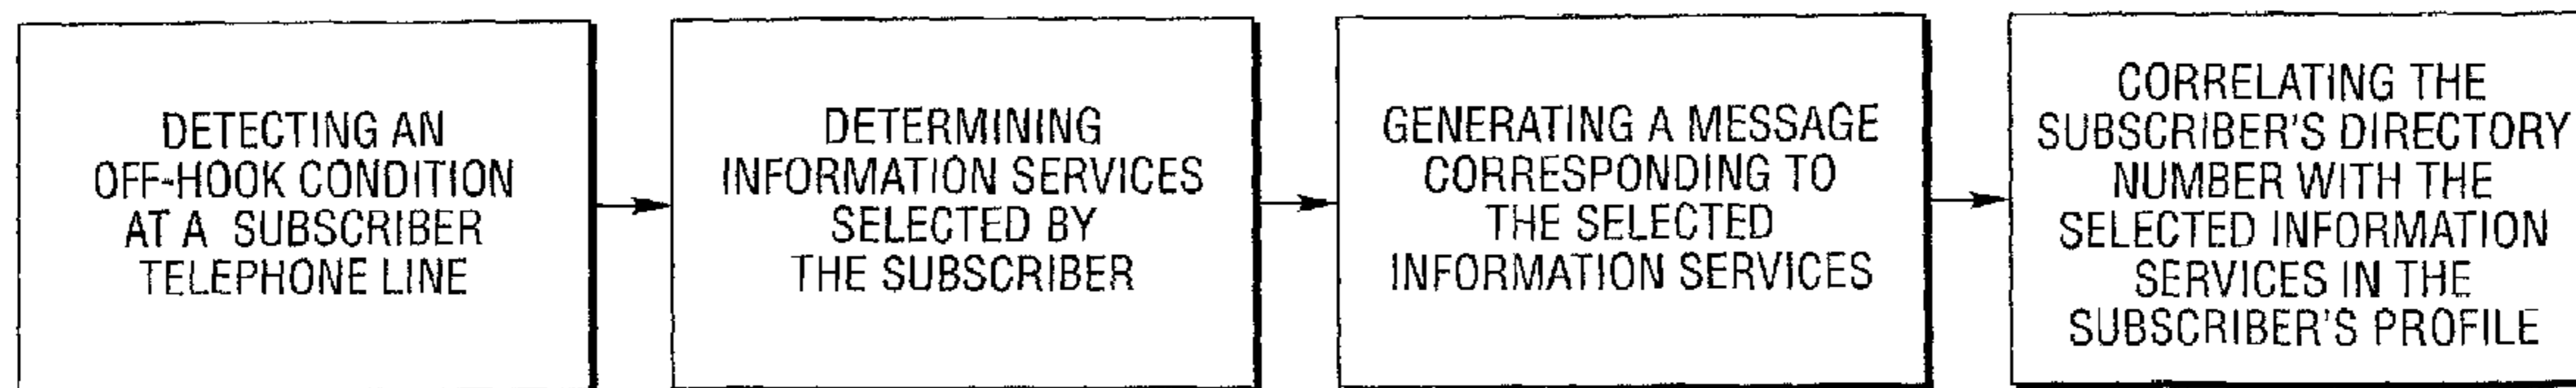 DETECTING AN
OFF-HOOK CONDITION
AT A SUBSCRIBER
TELEPHONE LINE
DETERMINING
INFORMATION SERVICES
SELECTED BY
THE SUBSCRIBER
GENERATING A MESSAGE
CORRESPONDING TO
THE SELECTED
INFORMATION SERVICES
CORRELATING THE
SUBSCRIBER'S DIRECTORY
NUMBER WITH THE
SELECTED INFORMATION
SERVICES IN THE
SUBSCRIBER'S PROFILE